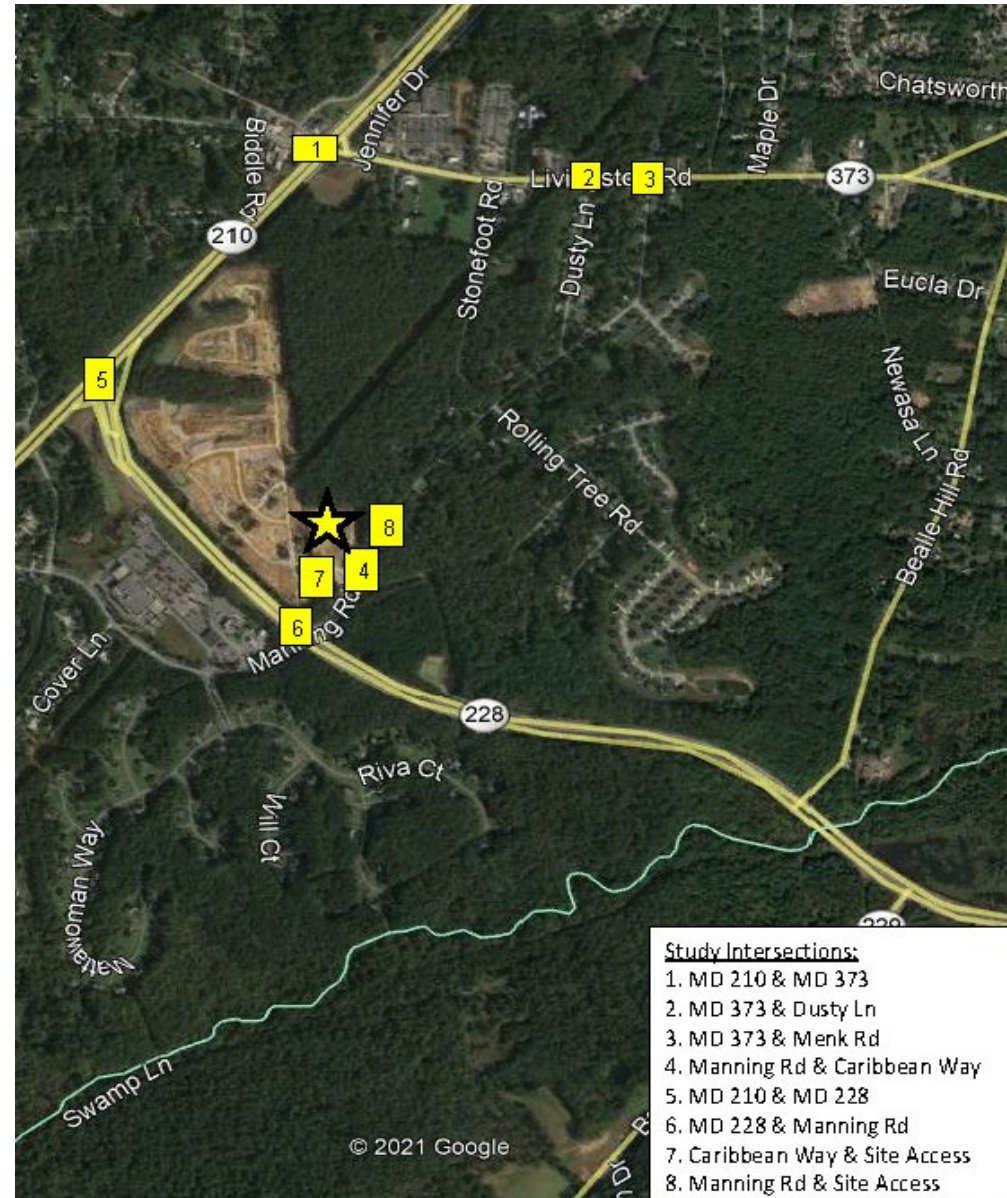 Chatsworth
Jennifer Dr
Maple Dr
Biddle Rd
1
Livingston Rd
2
3
373
210
Stonefoot Rd
Dusty Ln
Eucla Dr
5
Newasa Ln
Rolling Tree Rd
Bealle Hill Rd
8
4
7
6
Manning Rd
Cover Ln
228
Riva Ct
Will Ct
Mattawoman Way
Swamp Ln
© 2021 Google
Study Intersections:
1. MD 210 & MD 373
2. MD 373 & Dusty Ln
3. MD 373 & Menk Rd
4. Manning Rd & Caribbean Way
5. MD 210 & MD 228
6. MD 228 & Manning Rd
7. Caribbean Way & Site Access
8. Manning Rd & Site Access